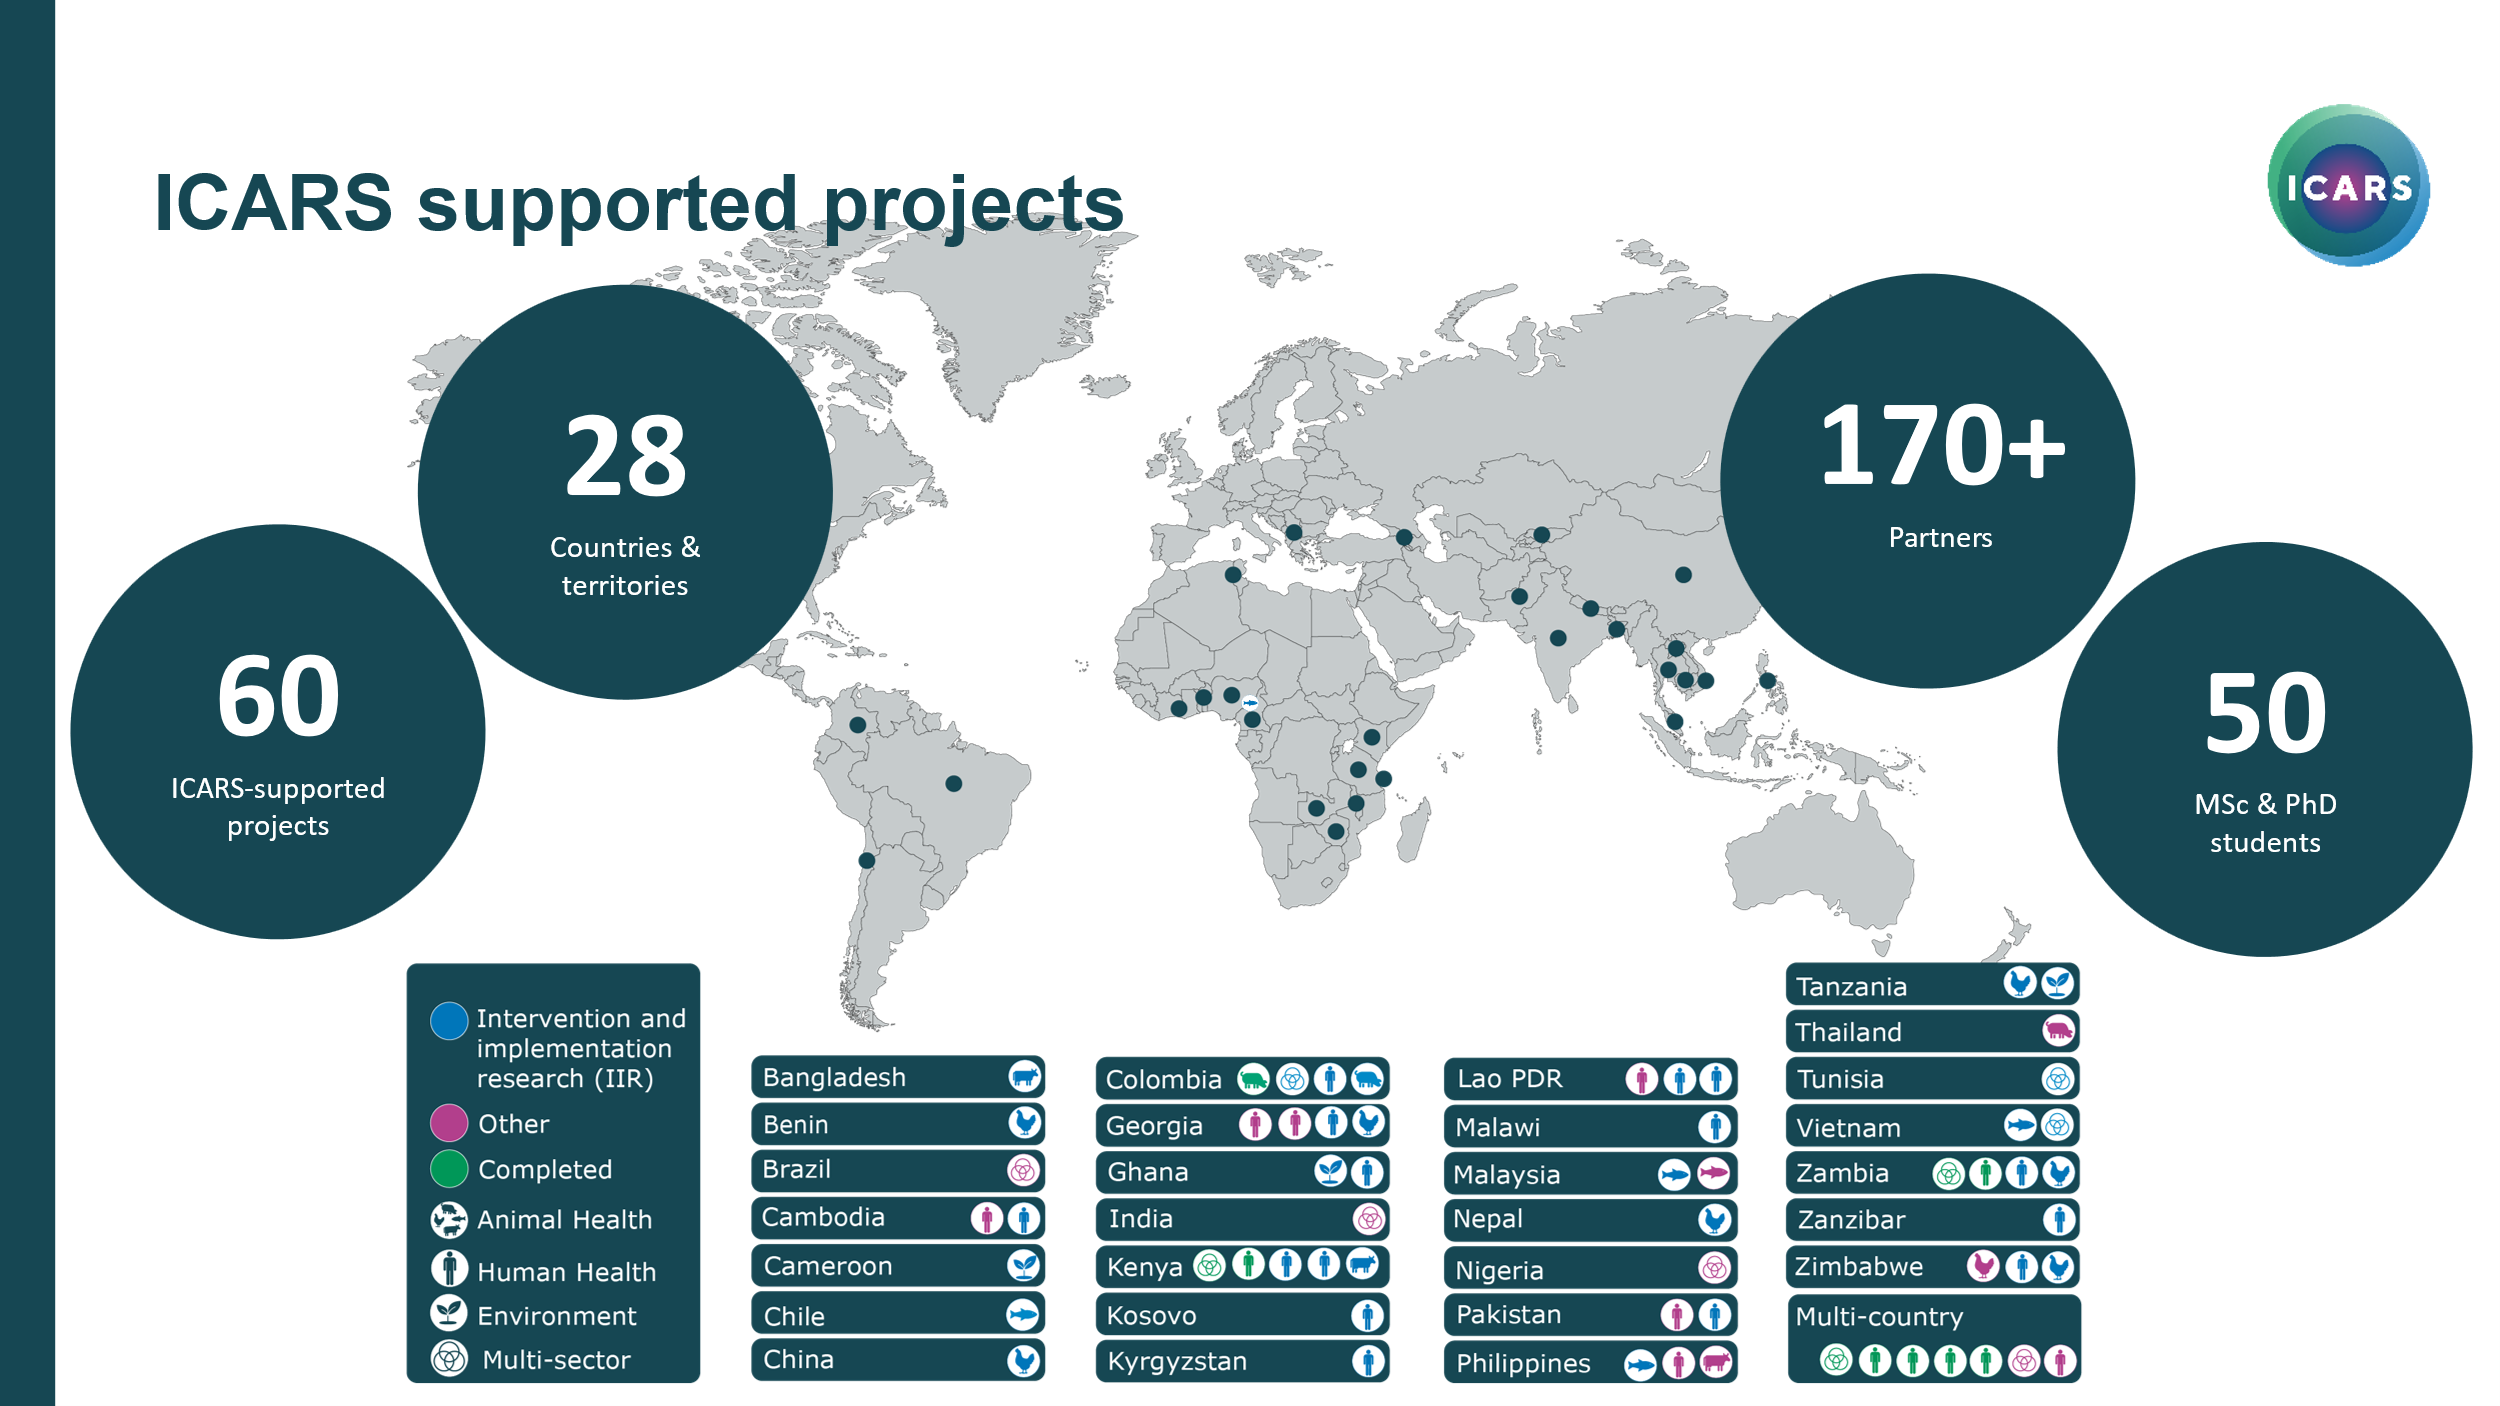 ICARS supported projects
ICARS
28
Countries &
territories
170+
Partners
60
ICARS-supported
projects
50
MSc & PhD
students
Intervention and
implementation
research (IIR)
Other
Completed
Animal Health
Human Health
Environment
Multi-sector
Bangladesh
Benin
Brazil
Cambodia
Cameroon
Chile
China
Colombia
Georgia
Ghana
India
Kenya
Kosovo
Kyrgyzstan
Lao PDR
Malawi
Malaysia
Nepal
Nigeria
Pakistan
Philippines
Tanzania
Thailand
Tunisia
Vietnam
Zambia
Zanzibar
Zimbabwe
Multi-country